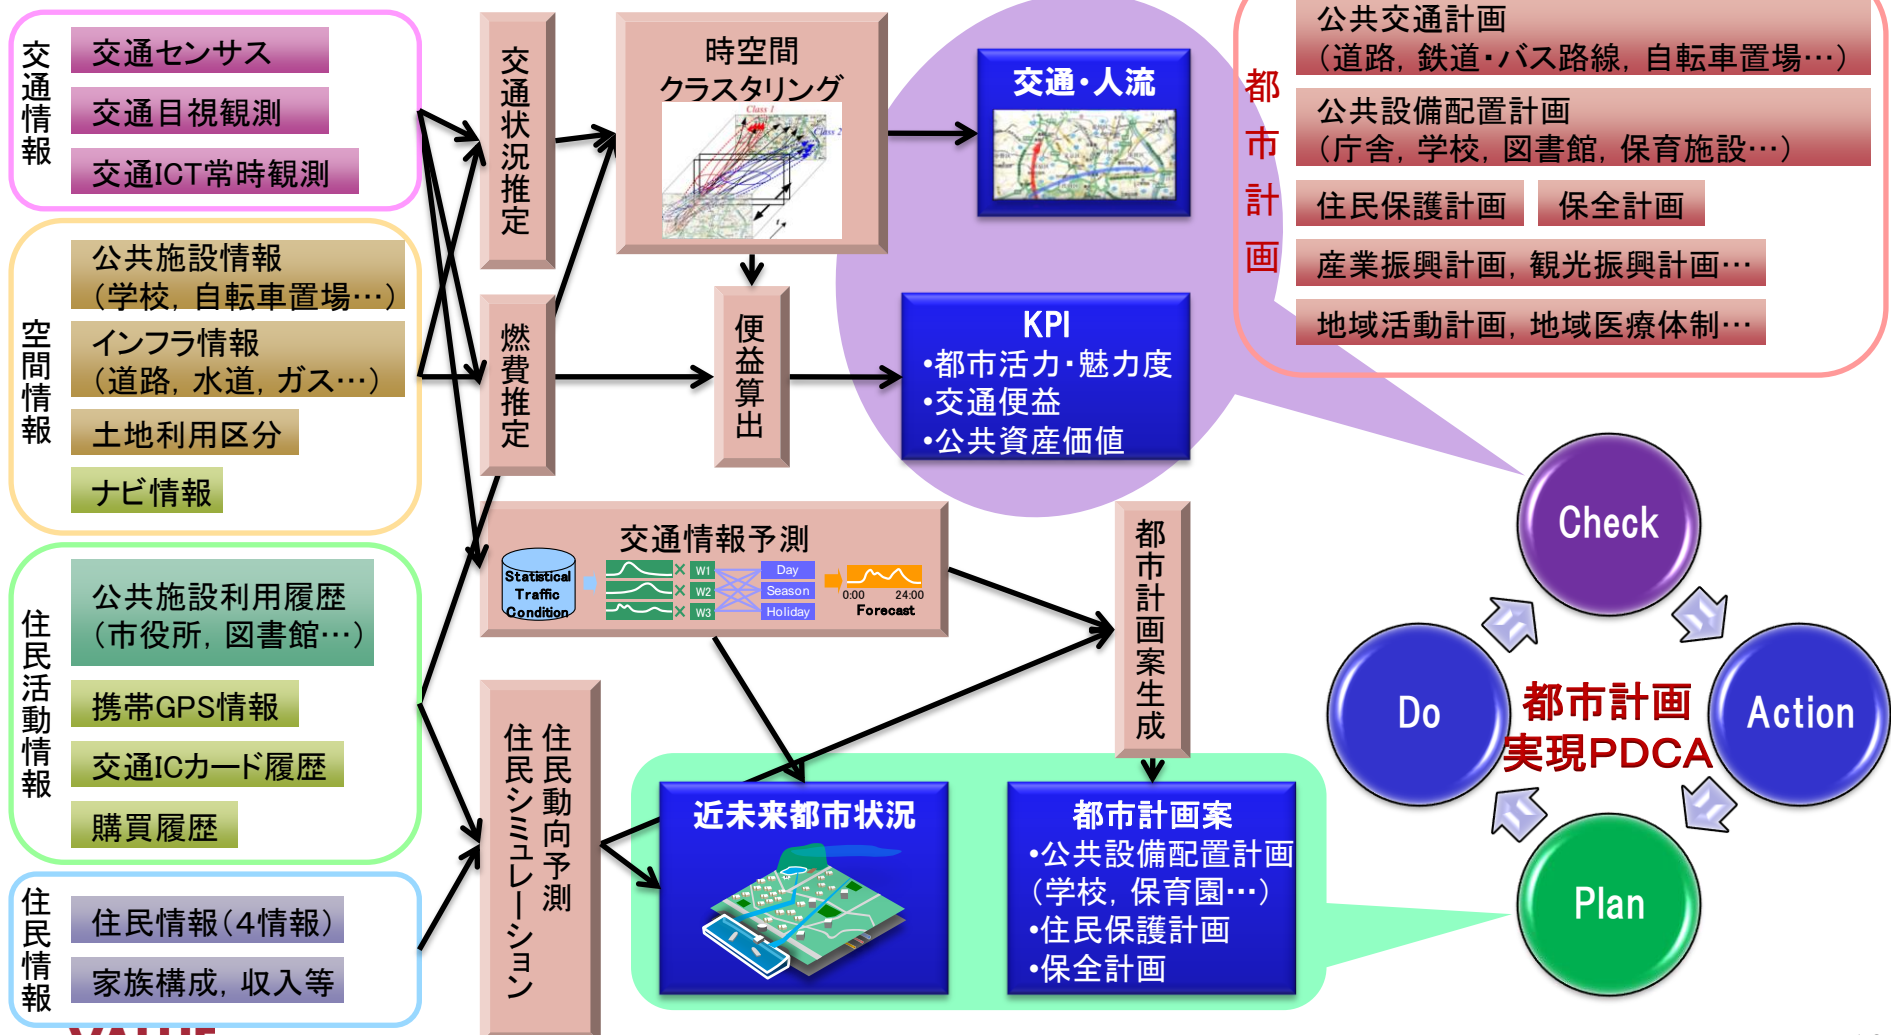 交通情報
交通センサス
交通目視観測
交通ICT常時観測
空間情報
公共施設情報
(学校, 自転車置場…)
インフラ情報
(道路, 水道, ガス…)
土地利用区分
ナビ情報
住民活動情報
公共施設利用履歴
(市役所, 図書館…)
携帯GPS情報
交通ICカード履歴
購買履歴
住民情報
住民情報(4情報)
家族構成, 収入等
交通状況推定
燃費推定
時空間
クラスタリング
Class 1
Class 2
t
便益算出
交通・人流
KPI
•都市活力・魅力度
•交通便益
•公共資産価値
交通情報予測
Statistical
Traffic
Condition
× W1
× W2
× W3
Day
Season
Holiday
0:00 24:00
Forecast
住民動向予測
住民シミュレーション
都市計画案生成
近未来都市状況
都市計画案
•公共設備配置計画
(学校, 保育園…)
•住民保護計画
•保全計画
都市計画
公共交通計画
(道路, 鉄道・バス路線, 自転車置場…)
公共設備配置計画
(庁舎, 学校, 図書館, 保育施設…)
住民保護計画
保全計画
産業振興計画, 観光振興計画…
地域活動計画, 地域医療体制…
Check
Do
Action
Plan
都市計画
実現PDCA
VALUE